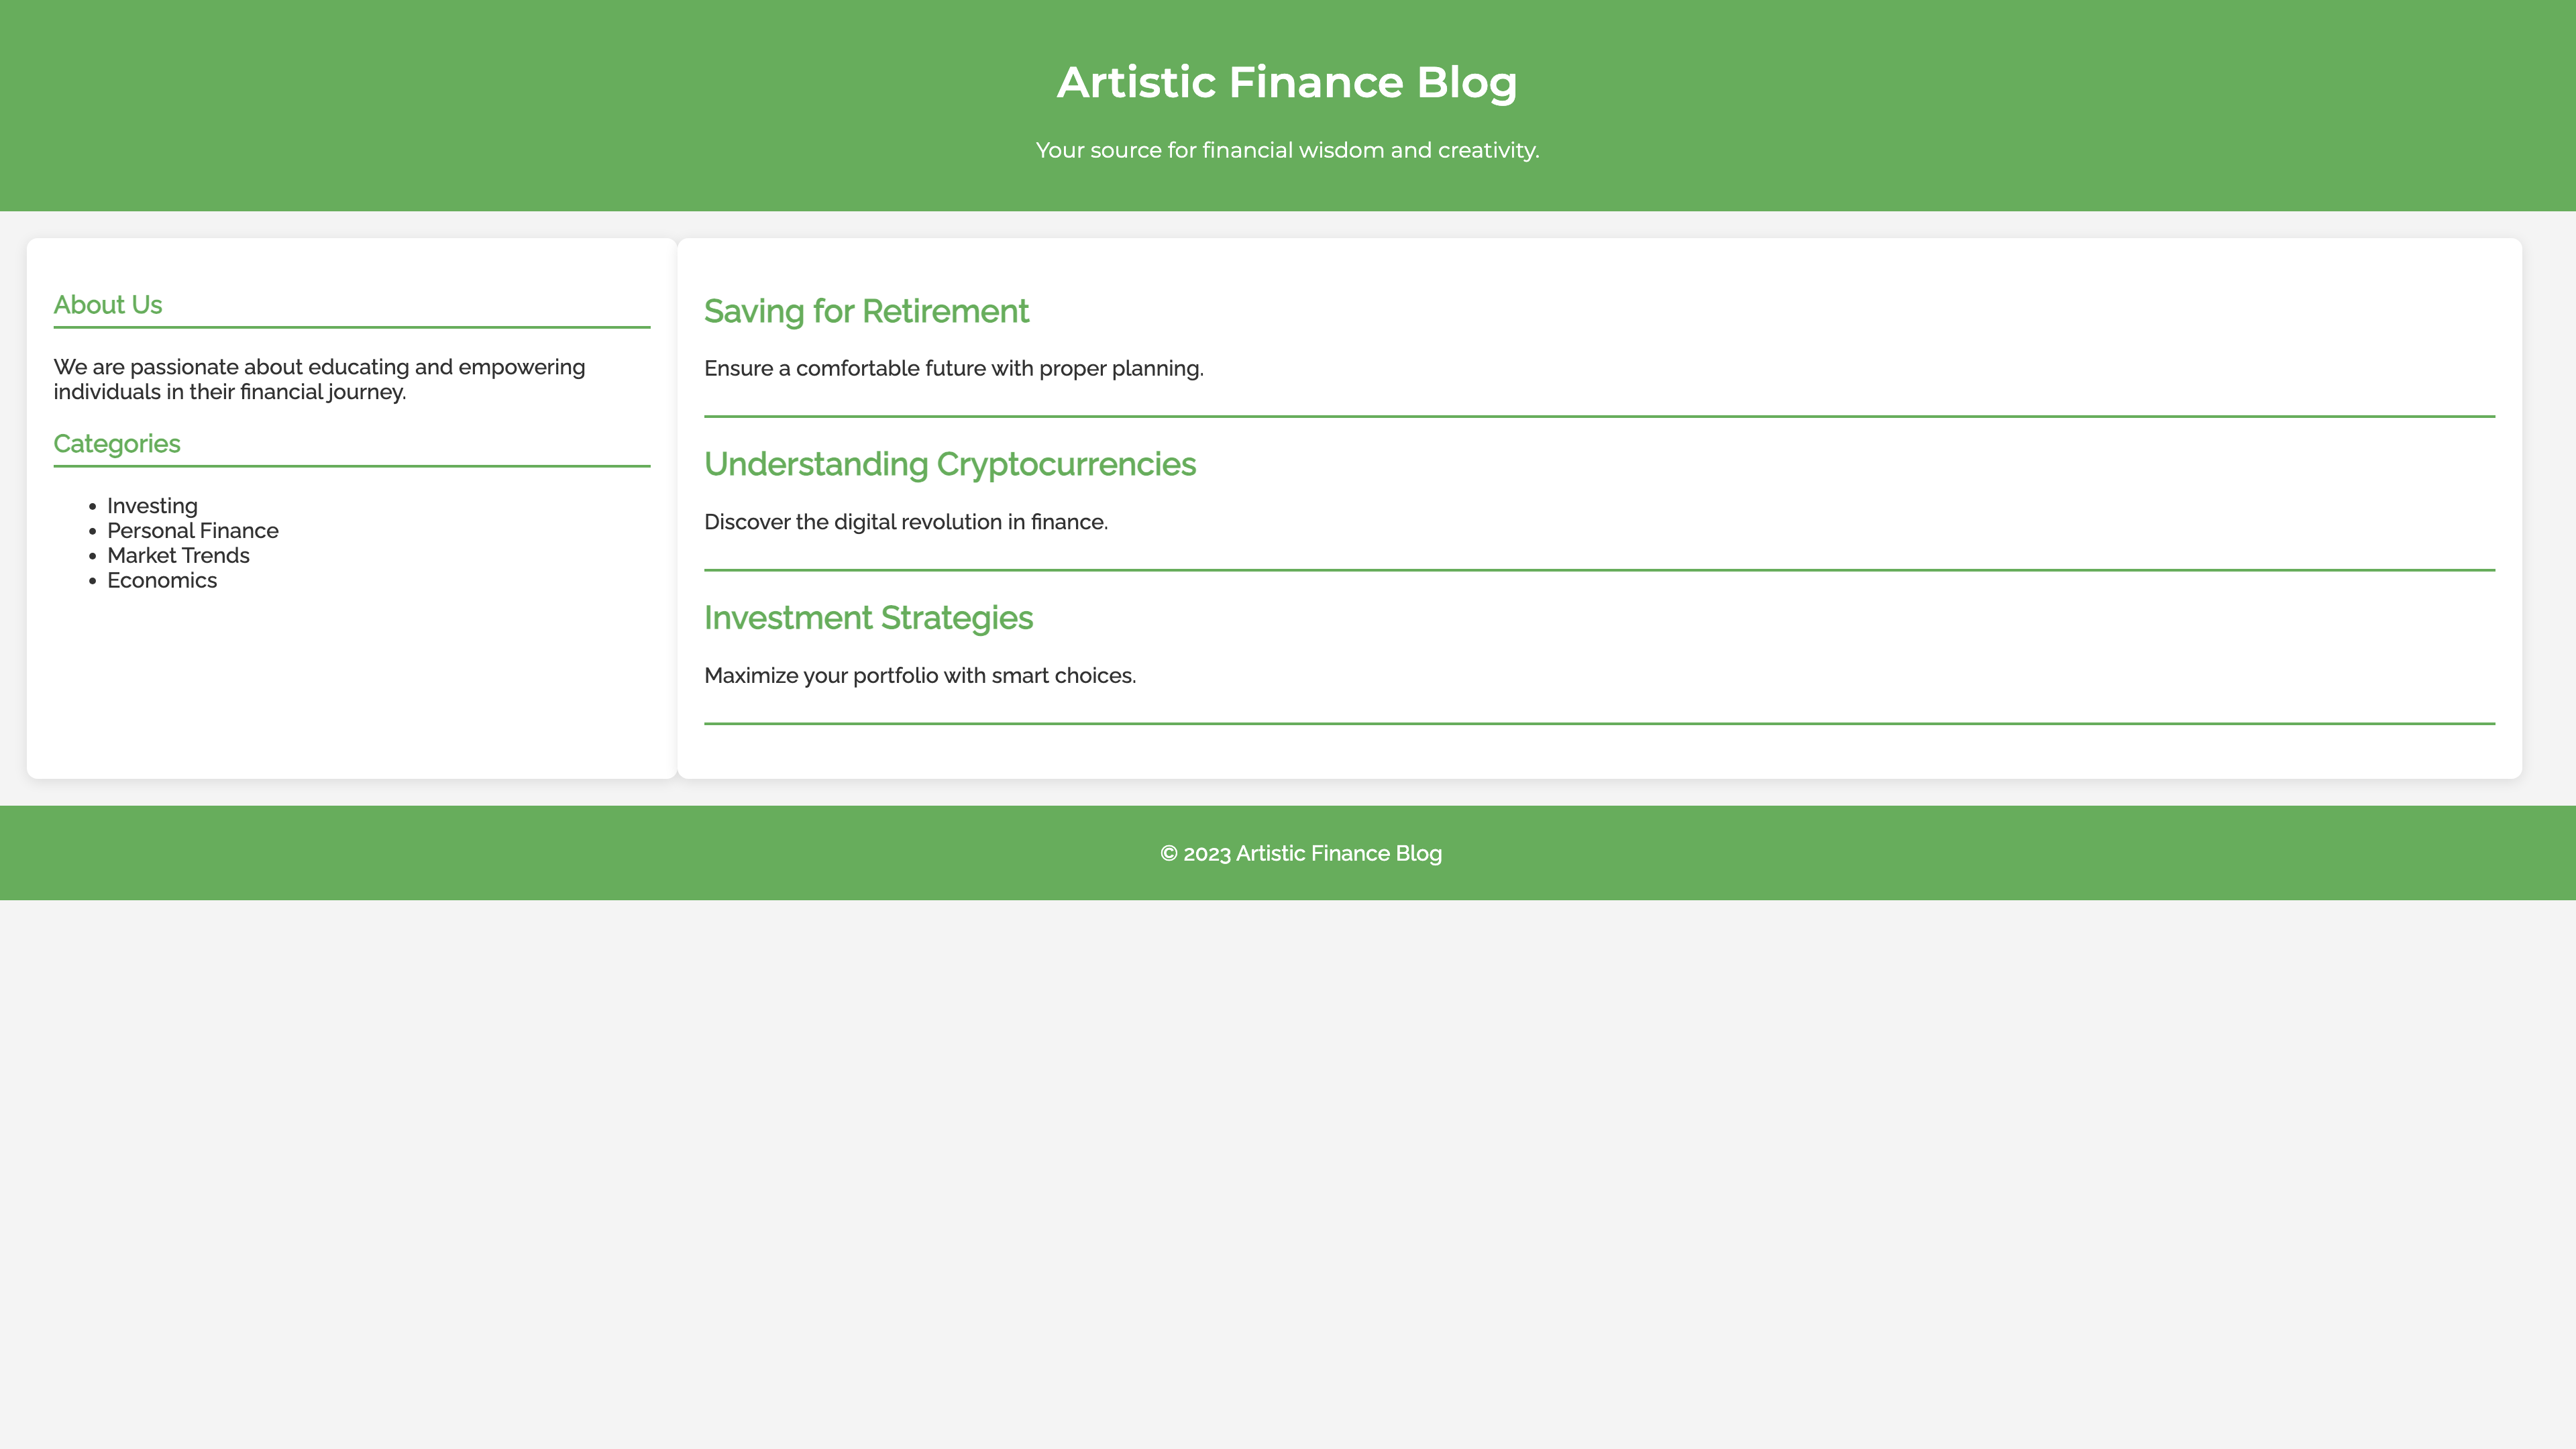 Artistic Finance Blog
Your source for financial wisdom and creativity.
About Us
We are passionate about educating and empowering
individuals in their financial journey.
Categories
• Investing
• Personal Finance
• Market Trends
• Economics
Saving for Retirement
Ensure a comfortable future with proper planning.
Understanding Cryptocurrencies
Discover the digital revolution in finance.
Investment Strategies
Maximize your portfolio with smart choices.
© 2023 Artistic Finance Blog